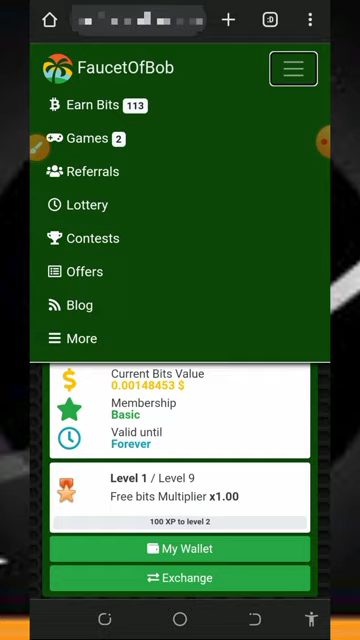 :D
FaucetOfBob
Earn Bits 113
Games 2
Referrals
Lottery
Contests
Offers
Blog
More
Current Bits Value
0.00148453 $
Membership
Basic
Valid until
Forever
Level 1 / Level 9
Free bits Multiplier x1.00
100 XP to level 2
My Wallet
Exchange